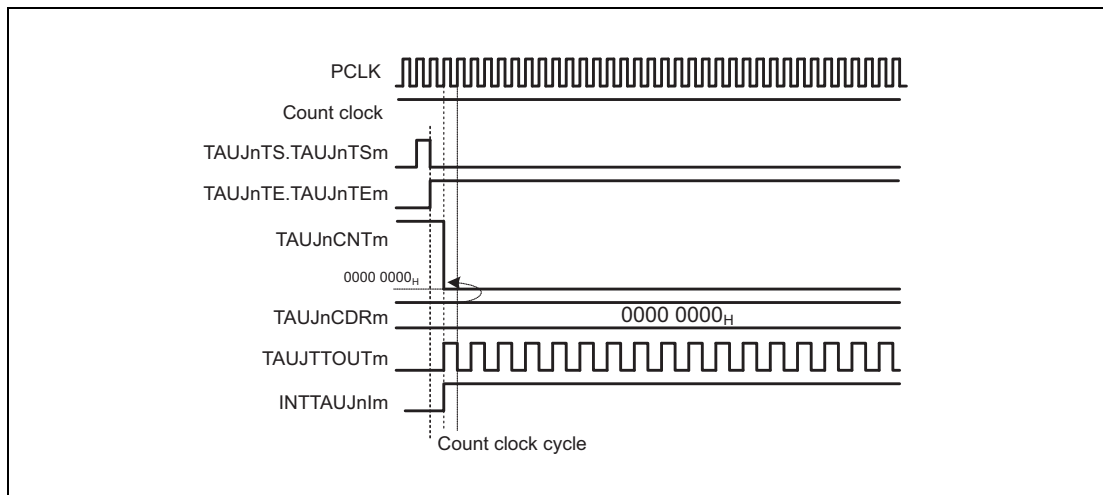 PCLK
Count clock
TAUJnTS.TAUJnTSm
TAUJnTE.TAUJnTEm
TAUJnCNTm
0000 0000H
TAUJnCDRm
0000 0000H
TAUJTTOUTm
INTTAUJnIm
Count clock cycle